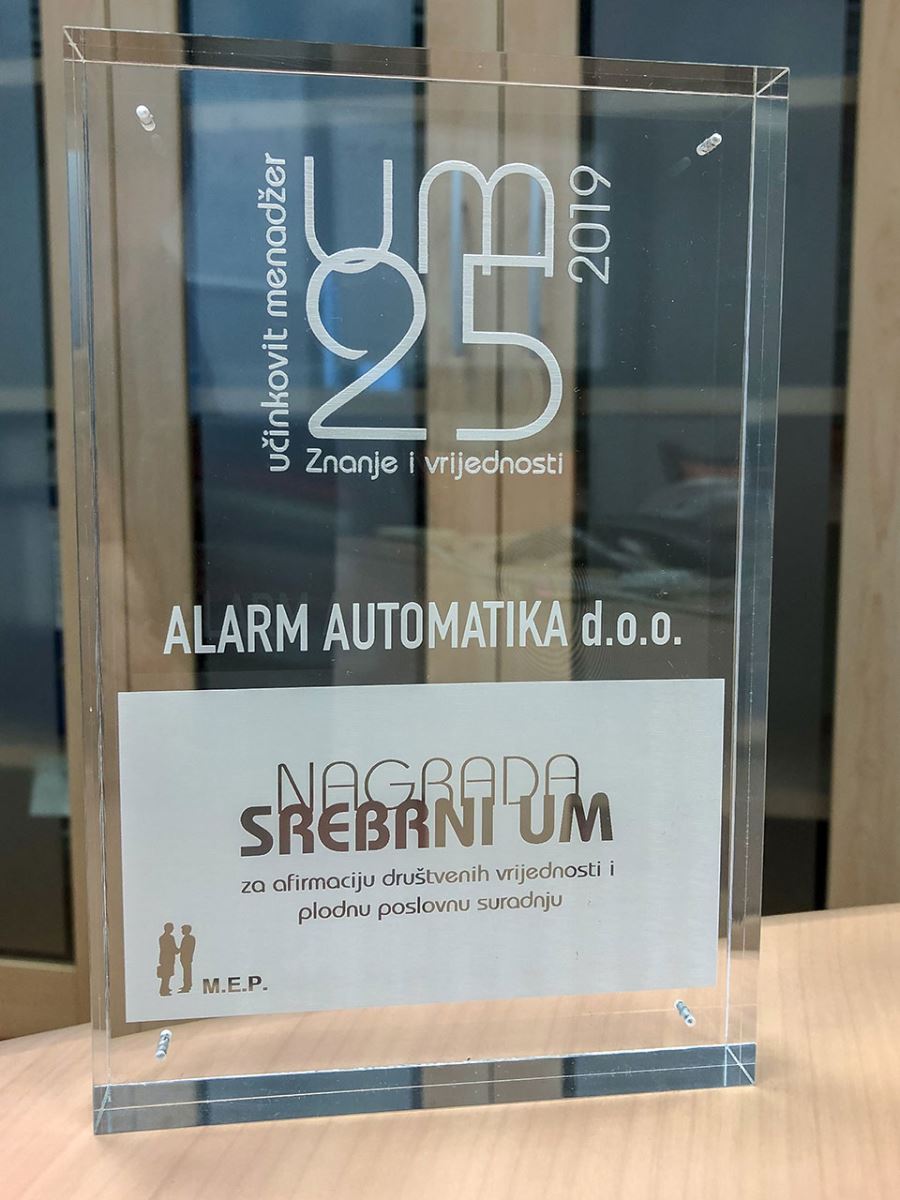 učinkovit menadžer
um
25
2019
Znanje i vrijednosti
ALARM AUTOMATIKA d.o.o.
NAGRADA
SREBRNI UM
za afirmaciju društvenih vrijednosti i
plodnu poslovnu suradnju
M.E.P.